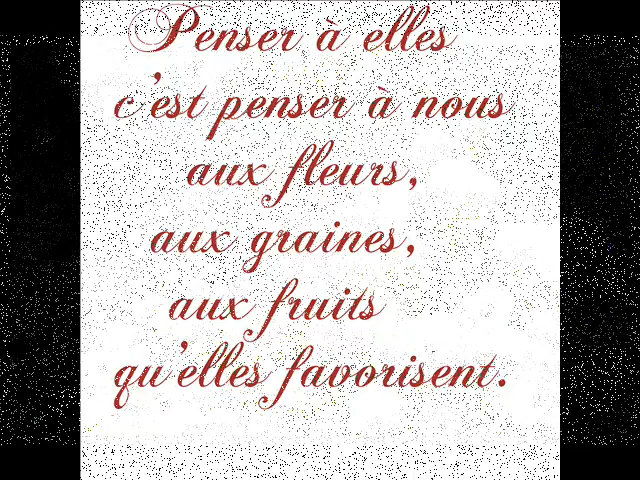 Penser à elles
c'est penser à nous
aux fleurs,
aux graines,
aux fruits
qu'elles favorisent.